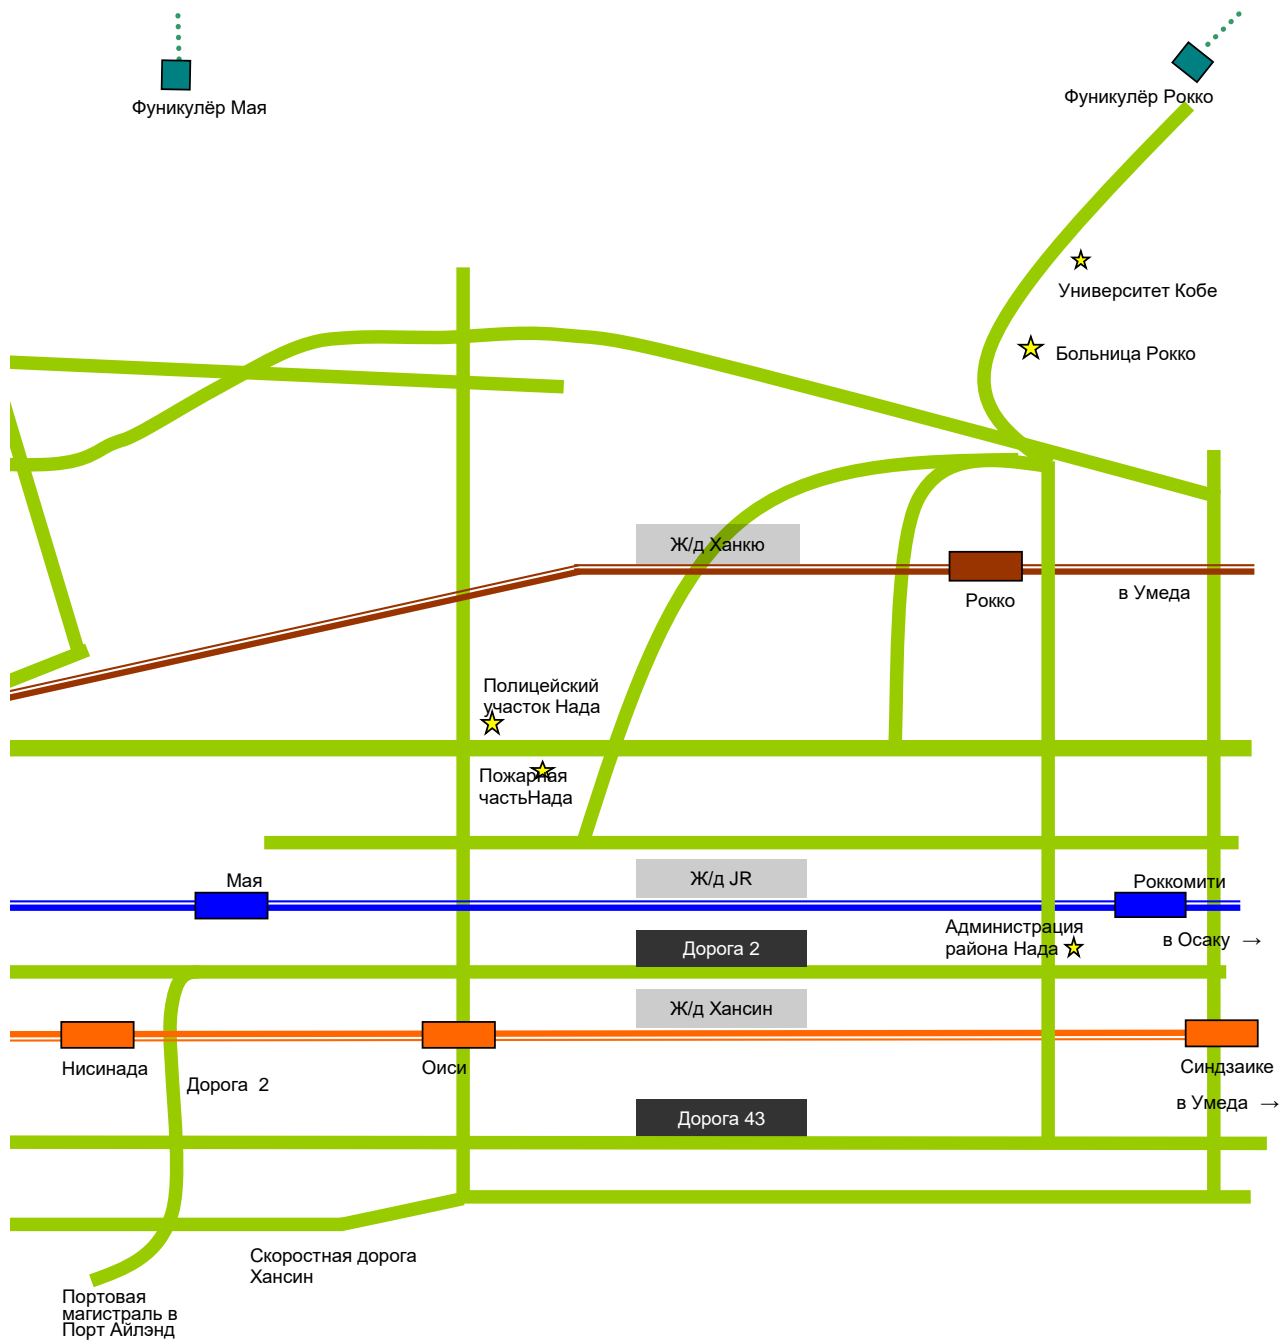 Фуникулёр Мая
Фуникулёр Рокко
Университет Кобе
Больница Рокко
Ж/д Ханкю
Рокко
в Умеда
Полицейский
участок Нада
Пожарная
частьНада
Мая
Ж/д JR
Роккомити
Администрация
района Нада
в Осаку →
Дорога 2
Ж/д Хансин
Нисинада
Оиси
Синдзаике
Дорога 2
в Умеда →
Дорога 43
Скоростная дорога
Хансин
Портовая
магистраль в
Порт Айлэнд